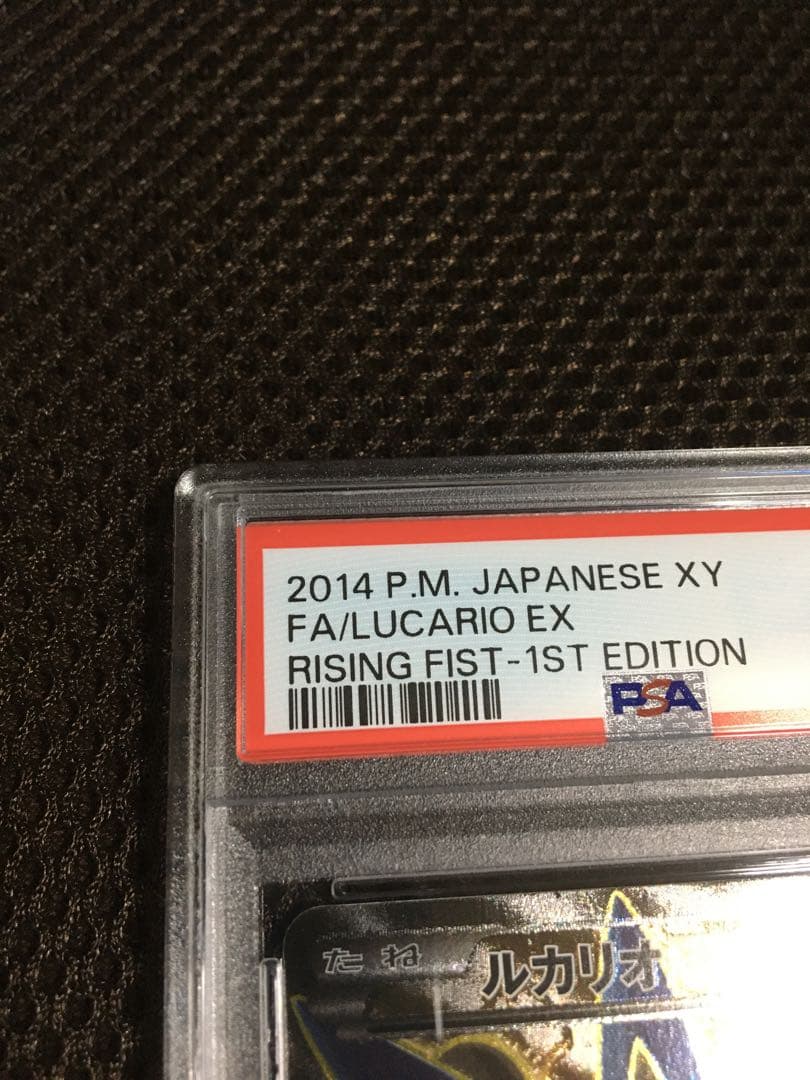 2014 P.M. JAPANESE XY
FA/LUCARIO EX
RISING FIST-1ST EDITION
PSA
たね ルカリオ